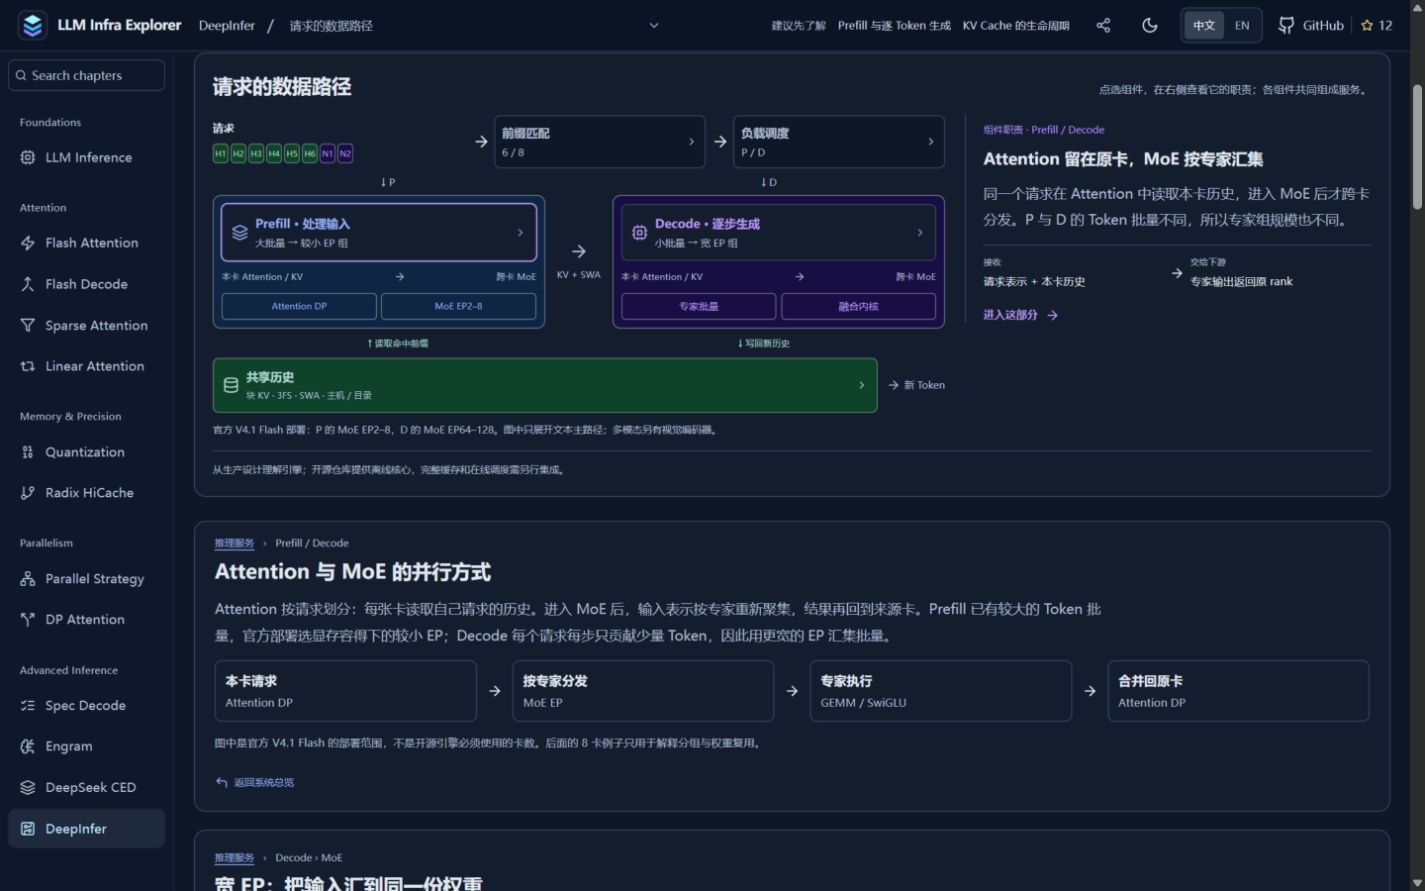 LLM Infra Explorer
DeepInfer / 请求的数据路径
建议先了解 Prefill 与逐 Token 生成 KV Cache 的生命周期
中文 EN
GitHub
12
Search chapters
Foundations
LLM Inference
Attention
Flash Attention
Flash Decode
Sparse Attention
Linear Attention
Memory & Precision
Quantization
Radix HiCache
Parallelism
Parallel Strategy
DP Attention
Advanced Inference
Spec Decode
Engram
DeepSeek CED
DeepInfer
请求的数据路径
点选组件，在右侧查看它的职责；各组件共同组成服务。
请求
H1 H2 H3 H4 H5 H6 N1 N2
→ 前缀匹配 ›
6 / 8
→ 负载调度 ›
P / D
↓ P
↓ D
Prefill · 处理输入 ›
大批量 → 较小 EP 组
本卡 Attention / KV → 跨卡 MoE
Attention DP
MoE EP2–8
→
KV + SWA
Decode · 逐步生成 ›
小批量 → 宽 EP 组
本卡 Attention / KV → 跨卡 MoE
专家批量
融合内核
↑ 读取命中前缀
↓ 写回新历史
共享历史 ›
块 KV · 3FS · SWA · 主机 / 目录
→ 新 Token
官方 V4.1 Flash 部署：P 的 MoE EP2–8，D 的 MoE EP64–128。图中只展开文本主路径；多模态另有视觉编码器。
从生产设计理解引擎；开源仓库提供离线核心，完整缓存和在线调度需另行集成。
组件职责 · Prefill / Decode
Attention 留在原卡，MoE 按专家汇集
同一个请求在 Attention 中读取本卡历史，进入 MoE 后才跨卡
分发。P 与 D 的 Token 批量不同，所以专家组规模也不同。
接收
请求表示 + 本卡历史
→
交给下游
专家输出返回原 rank
进入这部分 →
推理服务 › Prefill / Decode
Attention 与 MoE 的并行方式
Attention 按请求划分：每张卡读取自己请求的历史。进入 MoE 后，输入表示按专家重新聚集，结果再回到来源卡。Prefill 已有较大的 Token 批
量，官方部署选显存容得下的较小 EP；Decode 每个请求每步只贡献少量 Token，因此用更宽的 EP 汇集批量。
本卡请求
Attention DP
→
按专家分发
MoE EP
→
专家执行
GEMM / SwiGLU
→
合并回原卡
Attention DP
图中是官方 V4.1 Flash 的部署范围，不是开源引擎必须使用的卡数。后面的 8 卡例子只用于解释分组与权重复用。
返回系统总览
推理服务 › Decode › MoE
宽 EP：把输入汇到同一份权重